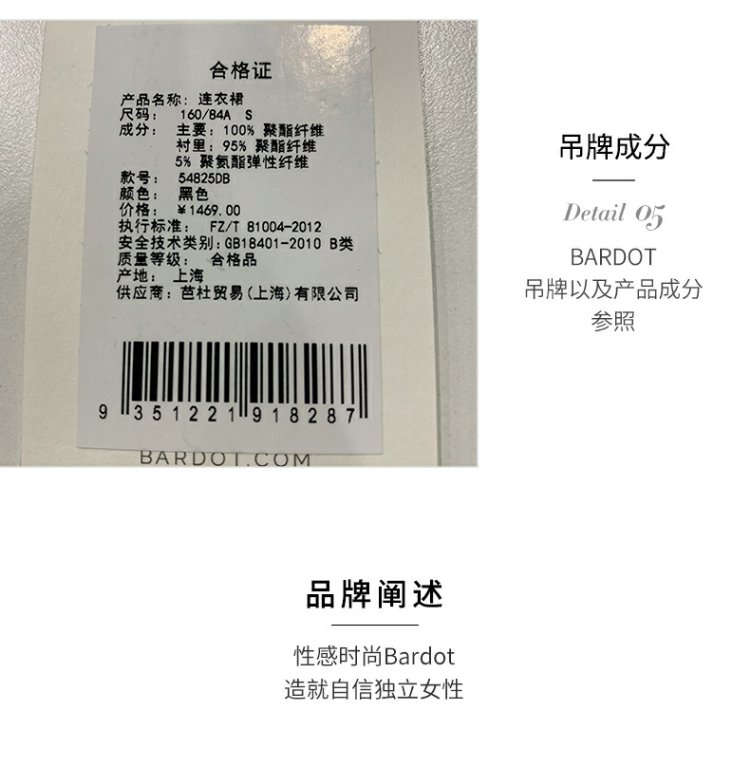 合格证
产品名称: 连衣裙
尺码: 160/84A S
成分: 主要: 100% 聚酯纤维
衬里: 95% 聚酯纤维
5% 聚氨酯弹性纤维
款号: 54825DB
颜色: 黑色
价格: ¥1469.00
执行标准: FZ/T 81004-2012
安全技术类别:GB18401-2010 B类
质量等级: 合格品
产地: 上海
供应商: 芭杜贸易(上海)有限公司
9 351221 918287
BARDOT.COM
吊牌成分
Detail 05
BARDOT
吊牌以及产品成分
参照
品牌阐述
性感时尚Bardot
造就自信独立女性